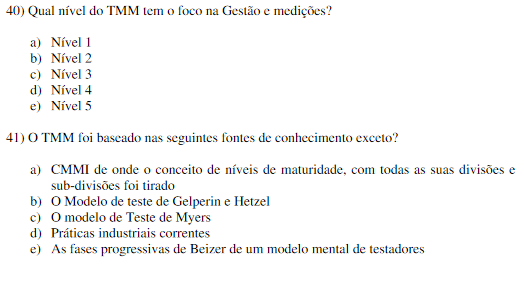 40) Qual nível do TMM tem o foco na Gestão e medições?
a) Nível 1
b) Nível 2
c) Nível 3
d) Nível 4
e) Nível 5
41) O TMM foi baseado nas seguintes fontes de conhecimento exceto?
a) CMMI de onde o conceito de níveis de maturidade, com todas as suas divisões e
sub-divisões foi tirado
b) O Modelo de teste de Gelperin e Hetzel
c) O modelo de Teste de Myers
d) Práticas industriais correntes
e) As fases progressivas de Beizer de um modelo mental de testadores